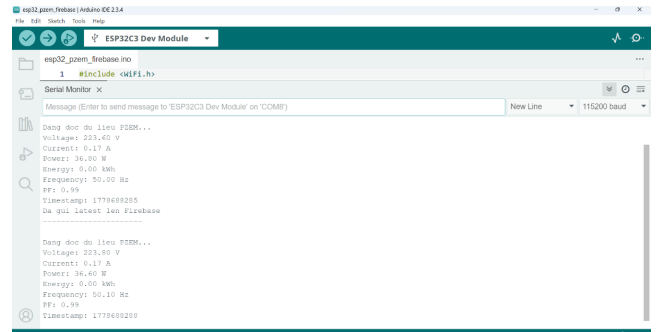 esp32_pzem_firebase | Arduino IDE 2.3.4
File Edit Sketch Tools Help
ESP32C3 Dev Module
esp32_pzem_firebase.ino
1 #include <WiFi.h>
Serial Monitor
Message (Enter to send message to 'ESP32C3 Dev Module' on 'COM8')
New Line
115200 baud
Dang doc du lieu PZEM...
Voltage: 223.60 V
Current: 0.17 A
Power: 36.80 W
Energy: 0.00 kWh
Frequency: 50.00 Hz
PF: 0.99
Timestamp: 1778688285
Da gui latest len Firebase
----------------------
Dang doc du lieu PZEM...
Voltage: 223.80 V
Current: 0.17 A
Power: 36.60 W
Energy: 0.00 kWh
Frequency: 50.10 Hz
PF: 0.99
Timestamp: 1778688288